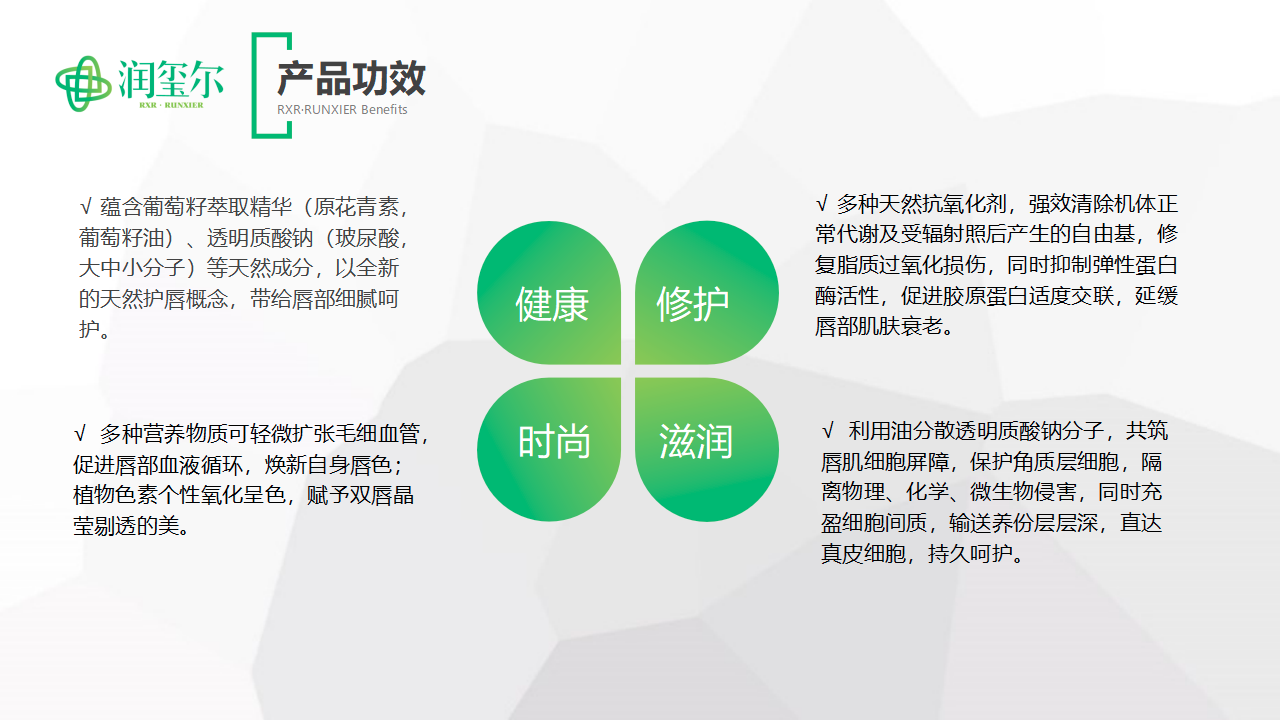 润玺尔
RXR · RUNXIER
产品功效
RXR·RUNXIER Benefits
√ 蕴含葡萄籽萃取精华（原花青素，
葡萄籽油）、透明质酸钠（玻尿酸，
大中小分子）等天然成分，以全新
的天然护唇概念，带给唇部细腻呵
护。
√ 多种天然抗氧化剂，强效清除机体正
常代谢及受辐射照后产生的自由基，修
复脂质过氧化损伤，同时抑制弹性蛋白
酶活性，促进胶原蛋白适度交联，延缓
唇部肌肤衰老。
健康
修护
时尚
滋润
√ 多种营养物质可轻微扩张毛细血管，
促进唇部血液循环，焕新自身唇色；
植物色素个性氧化呈色，赋予双唇晶
莹剔透的美。
√ 利用油分散透明质酸钠分子，共筑
唇肌细胞屏障，保护角质层细胞，隔
离物理、化学、微生物侵害，同时充
盈细胞间质，输送养份层层深，直达
真皮细胞，持久呵护。